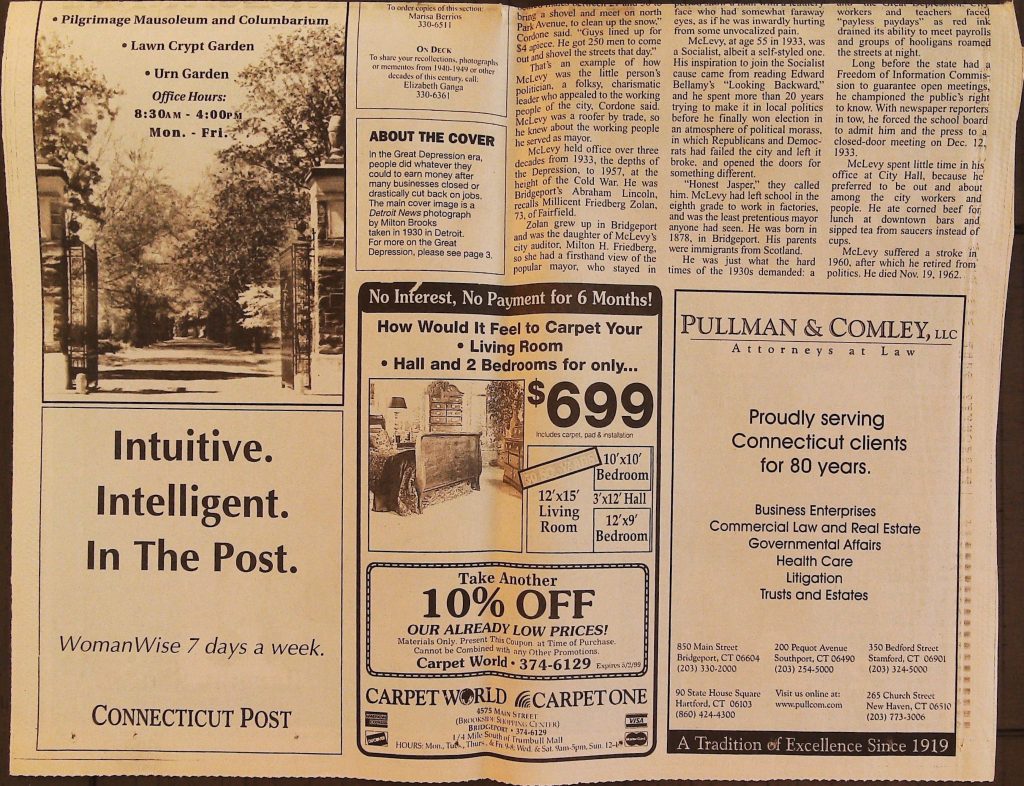 • Pilgrimage Mausoleum and Columbarium
• Lawn Crypt Garden
• Urn Garden
Office Hours:
8:30AM - 4:00PM
Mon. - Fri.
Intuitive.
Intelligent.
In The Post.
WomanWise 7 days a week.
CONNECTICUT POST
To order copies of this section:
Marisa Berrios
330-6511
ON DECK
To share your recollections, photographs
or mementos from 1940-1949 or other
decades of this century, call:
Elizabeth Ganga
330-6361
ABOUT THE COVER
In the Great Depression era,
people did whatever they
could to earn money after
many businesses closed or
drastically cut back on jobs.
The main cover image is a
Detroit News photograph
by Milton Brooks
taken in 1930 in Detroit.
For more on the Great
Depression, please see page 3.
bring a shovel and meet on north
Park Avenue, to clean up the snow,"
Cordone said. "Guys lined up for
$4 apiece. He got 250 men to come
out and shovel the streets that day."
That's an example of how
McLevy was the little person's
politician, a folksy, charismatic
leader who appealed to the working
people of the city, Cordone said.
McLevy was a roofer by trade, so
he knew about the working people
he served as mayor.
McLevy held office over three
decades from 1933, the depths of
the Depression, to 1957, at the
height of the Cold War. He was
Bridgeport's Abraham Lincoln,
recalls Millicent Friedberg Zolan,
73, of Fairfield.
Zolan grew up in Bridgeport
and was the daughter of McLevy's
city auditor, Milton H. Friedberg,
so she had a firsthand view of the
popular mayor, who stayed in
face who had somewhat faraway
eyes, as if he was inwardly hurting
from some unvocalized pain.
McLevy, at age 55 in 1933, was
a Socialist, albeit a self-styled one.
His inspiration to join the Socialist
cause came from reading Edward
Bellamy's "Looking Backward,"
and he spent more than 20 years
trying to make it in local politics
before he finally won election in
an atmosphere of political morass,
in which Republicans and Democ-
rats had failed the city and left it
broke, and opened the doors for
something different.
"Honest Jasper," they called
him. McLevy had left school in the
eighth grade to work in factories,
and was the least pretentious mayor
anyone had seen. He was born in
1878, in Bridgeport. His parents
were immigrants from Scotland.
He was just what the hard
times of the 1930s demanded: a
workers and teachers faced
"payless paydays" as red ink
drained its ability to meet payrolls
and groups of hooligans roamed
the streets at night.
Long before the state had a
Freedom of Information Commis-
sion to guarantee open meetings,
he championed the public's right
to know. With newspaper reporters
in tow, he forced the school board
to admit him and the press to a
closed-door meeting on Dec. 12,
1933.
McLevy spent little time in his
office at City Hall, because he
preferred to be out and about
among the city workers and
people. He ate corned beef for
lunch at downtown bars and
sipped tea from saucers instead of
cups.
McLevy suffered a stroke in
1960, after which he retired from
politics. He died Nov. 19, 1962.
No Interest, No Payment for 6 Months!
How Would It Feel to Carpet Your
• Living Room
• Hall and 2 Bedrooms for only...
$699
Includes carpet, pad & installation
12'x15'
Living
Room
10'x10'
Bedroom
3'x12' Hall
12'x9'
Bedroom
Take Another
10% OFF
OUR ALREADY LOW PRICES!
Materials Only. Present This Coupon at Time of Purchase.
Cannot be Combined with any Other Promotions.
Carpet World • 374-6129 Expires 3/2/99
CARPET WORLD CARPET ONE
4575 MAIN STREET
(BROOKSIDE SHOPPING CENTER)
BRIDGEPORT • 374-6129
1/4 Mile South of Trumbull Mall
HOURS: Mon., Tue., Thurs. & Fri. 9-8, Wed. & Sat. 9am-5pm, Sun. 12-4
VISA
PULLMAN & COMLEY, LLC
Attorneys at Law
Proudly serving
Connecticut clients
for 80 years.
Business Enterprises
Commercial Law and Real Estate
Governmental Affairs
Health Care
Litigation
Trusts and Estates
850 Main Street
Bridgeport, CT 06604
(203) 330-2000
200 Pequot Avenue
Southport, CT 06490
(203) 254-5000
350 Bedford Street
Stamford, CT 06901
(203) 324-5000
90 State House Square
Hartford, CT 06103
(860) 424-4300
Visit us online at:
www.pullcom.com
265 Church Street
New Haven, CT 06510
(203) 773-3006
A Tradition of Excellence Since 1919